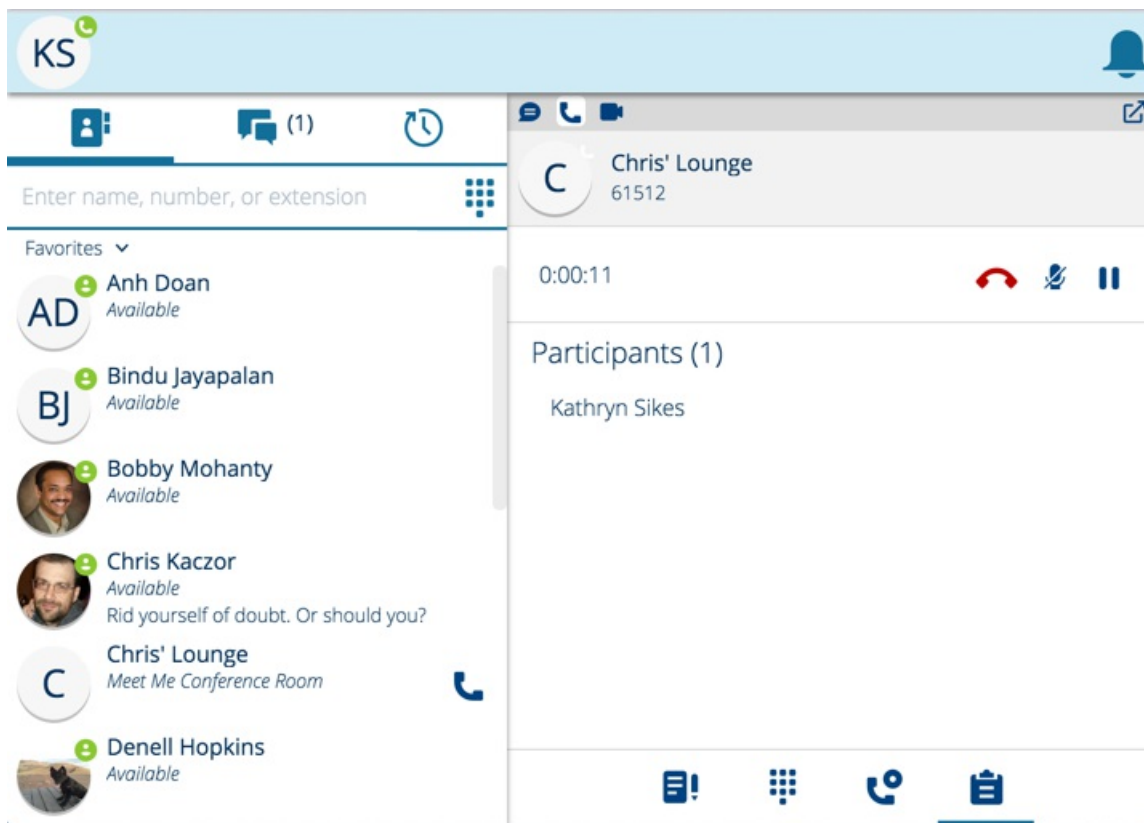 KS
(1)
Enter name, number, or extension
Favorites
AD
Anh Doan
Available
BJ
Bindu Jayapalan
Available
Bobby Mohanty
Available
Chris Kaczor
Available
Rid yourself of doubt. Or should you?
C
Chris' Lounge
Meet Me Conference Room
Denell Hopkins
Available
C
Chris' Lounge
61512
0:00:11
Participants (1)
Kathryn Sikes